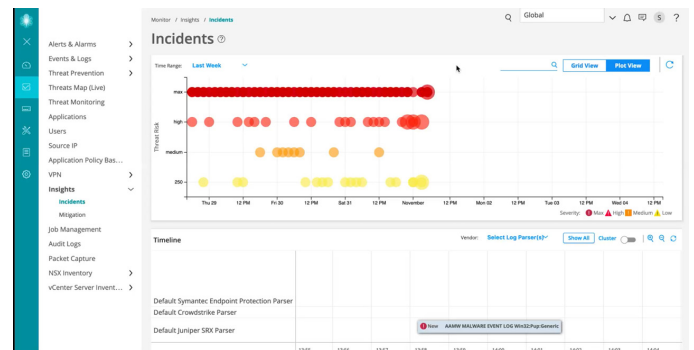 Monitor / Insights / Incidents
Global
S
?
Incidents ?
Alerts & Alarms
Events & Logs
Threat Prevention
Threats Map (Live)
Threat Monitoring
Applications
Users
Source IP
Application Policy Bas...
VPN
Insights
Incidents
Mitigation
Job Management
Audit Logs
Packet Capture
NSX Inventory
vCenter Server Invent...
Time Range: Last Week
Grid View Plot View
Threat Risk
max
high
medium
250
Thu 29 12 PM Fri 30 12 PM Sat 31 12 PM November 12 PM Mon 02 12 PM Tue 03 12 PM Wed 04 12 PM
Severity: Max High Medium Low
Timeline
Vendor: Select Log Parser(s) Show All Cluster
Default Symantec Endpoint Protection Parser
Default Crowdstrike Parser
Default Juniper SRX Parser
New AAMW MALWARE EVENT LOG Win32:Pup:Generic